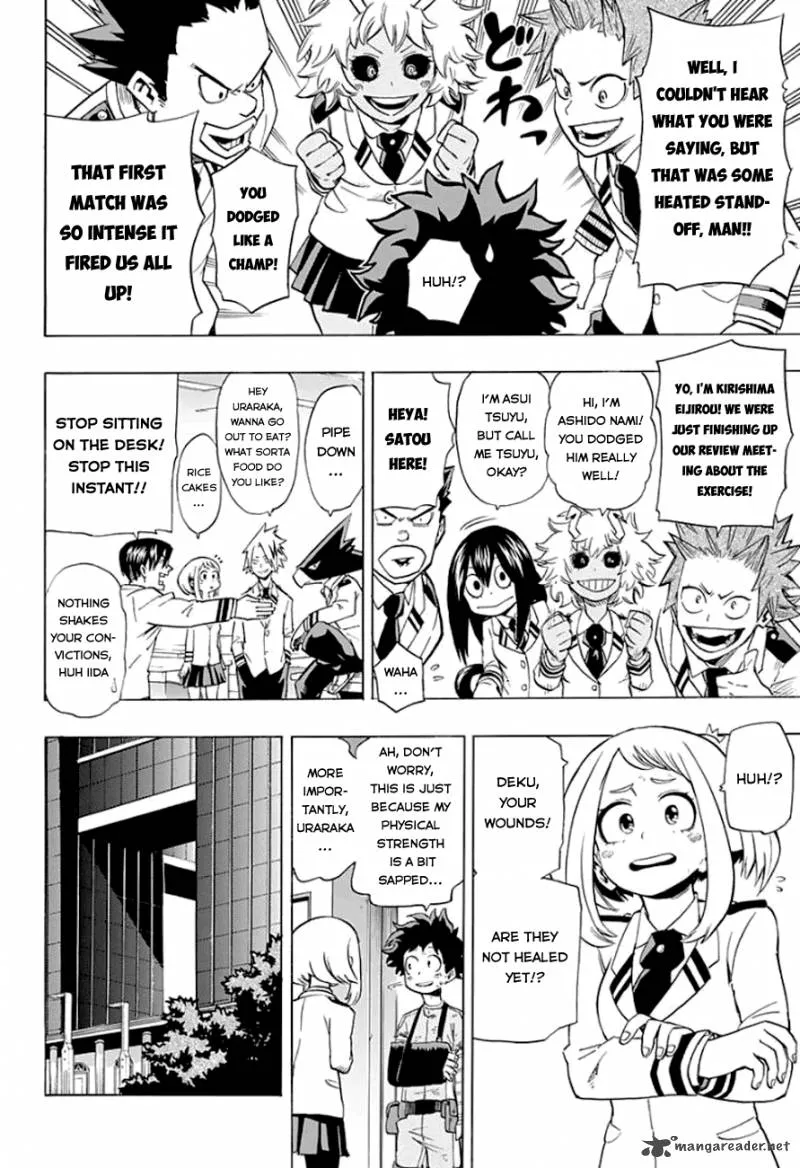 WELL, I
COULDN'T HEAR
WHAT YOU WERE
SAYING, BUT
THAT WAS SOME
HEATED STAND-
OFF, MAN!!
どわっ
HUH!?
YOU
DODGED
LIKE A
CHAMP!
THAT FIRST
MATCH WAS
SO INTENSE IT
FIRED US ALL
UP!
YO, I'M KIRISHIMA
EIJIROU! WE WERE
JUST FINISHING UP
OUR REVIEW MEET-
ING ABOUT THE
EXERCISE!
HI, I'M
ASHIDO NAMI!
YOU DODGED
HIM REALLY
WELL!
I'M ASUI
TSUYU,
BUT CALL
ME TSUYU,
OKAY?
HEYA!
SATOU
HERE!
WAHA
...
PIPE
DOWN
...
HEY
URARAKA,
WANNA GO
OUT TO EAT?
WHAT SORTA
FOOD DO
YOU LIKE?
RICE
CAKES
...
STOP SITTING
ON THE DESK!
STOP THIS
INSTANT!!
NOTHING
SHAKES
YOUR CON-
VICTIONS,
HUH IIDA
HUH!?
DEKU,
YOUR
WOUNDS!
ARE THEY
NOT HEALED
YET!?
AH, DON'T
WORRY,
THIS IS JUST
BECAUSE MY
PHYSICAL
STRENGTH
IS A BIT
SAPPED...
MORE
IMPOR-
TANTLY,
URARAKA
...
mangareader.net